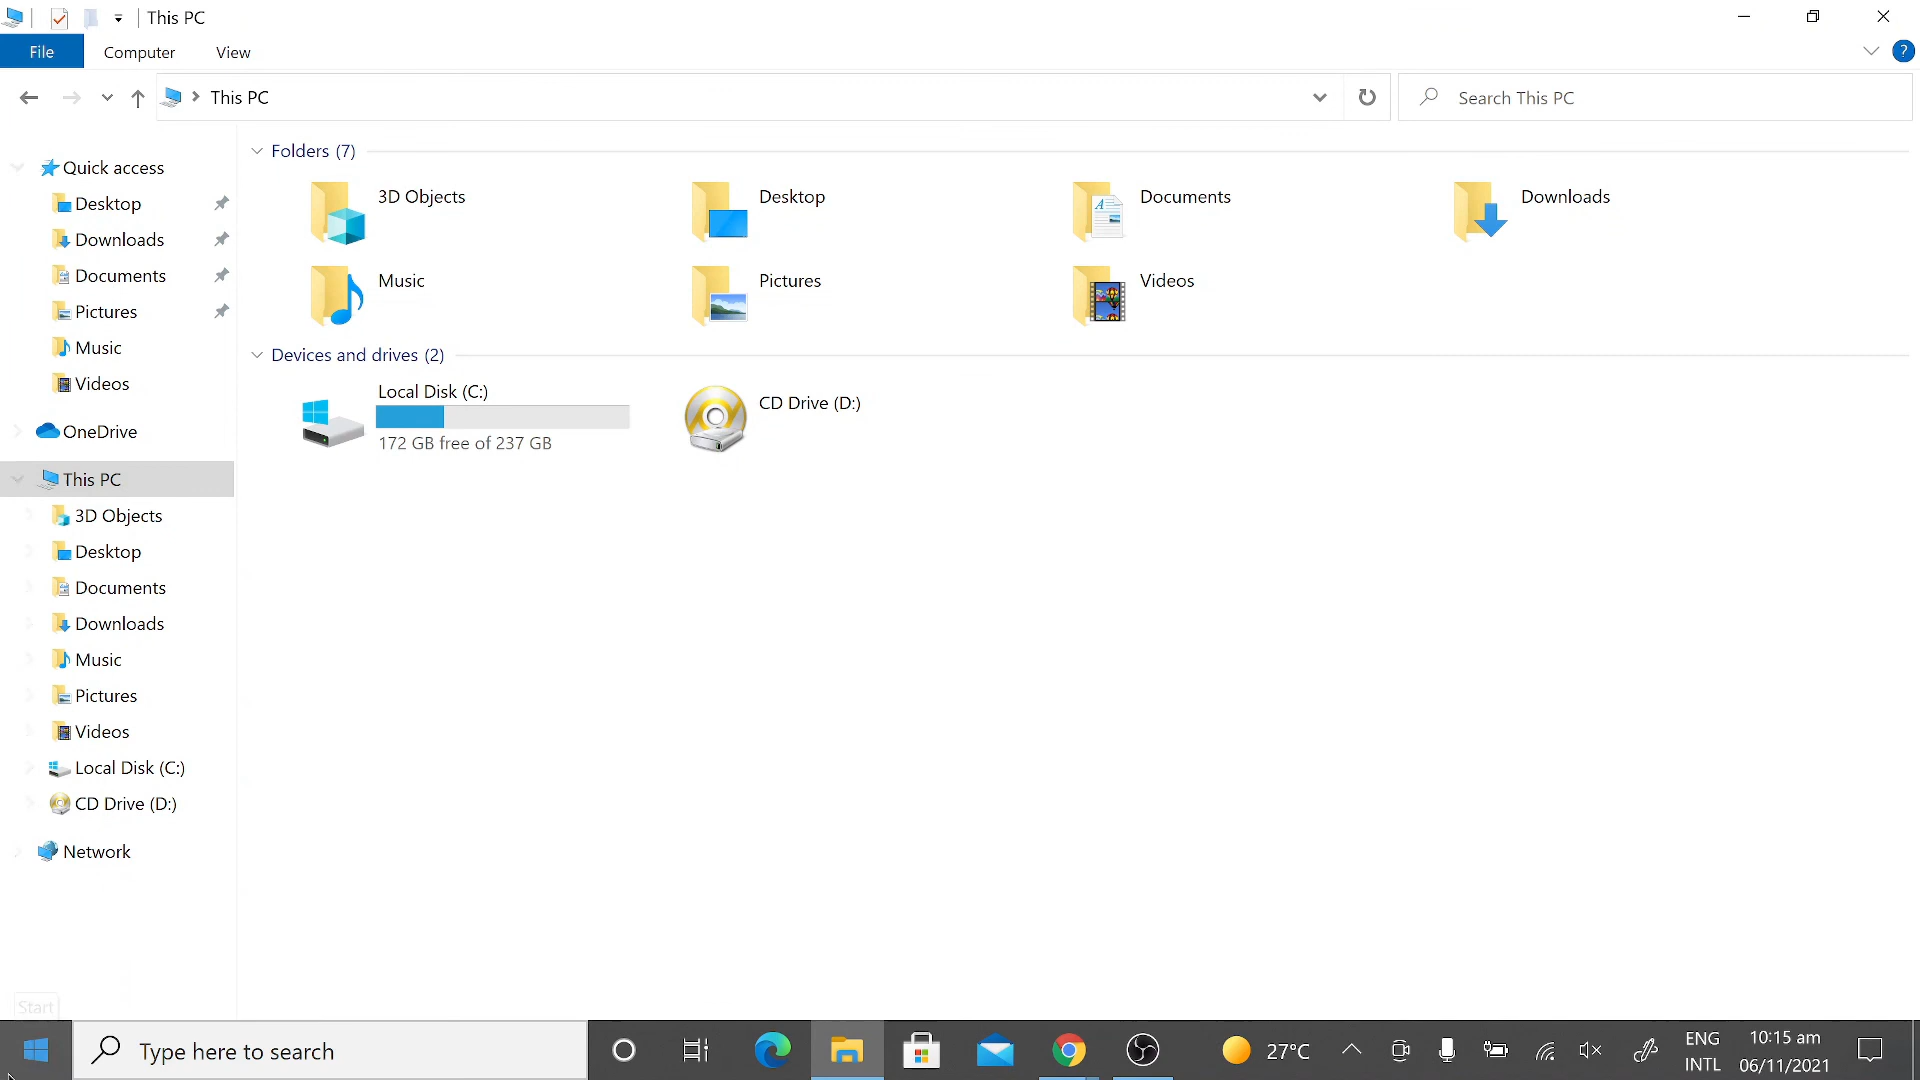 This PC
File
Computer
View
?
This PC
Search This PC
Quick access
Desktop
Downloads
Documents
Pictures
Music
Videos
OneDrive
This PC
3D Objects
Desktop
Documents
Downloads
Music
Pictures
Videos
Local Disk (C:)
CD Drive (D:)
Network
Folders (7)
3D Objects
Desktop
Documents
Downloads
Music
Pictures
Videos
Devices and drives (2)
Local Disk (C:)
172 GB free of 237 GB
CD Drive (D:)
Start
Type here to search
27°C
ENG
INTL
10:15 am
06/11/2021